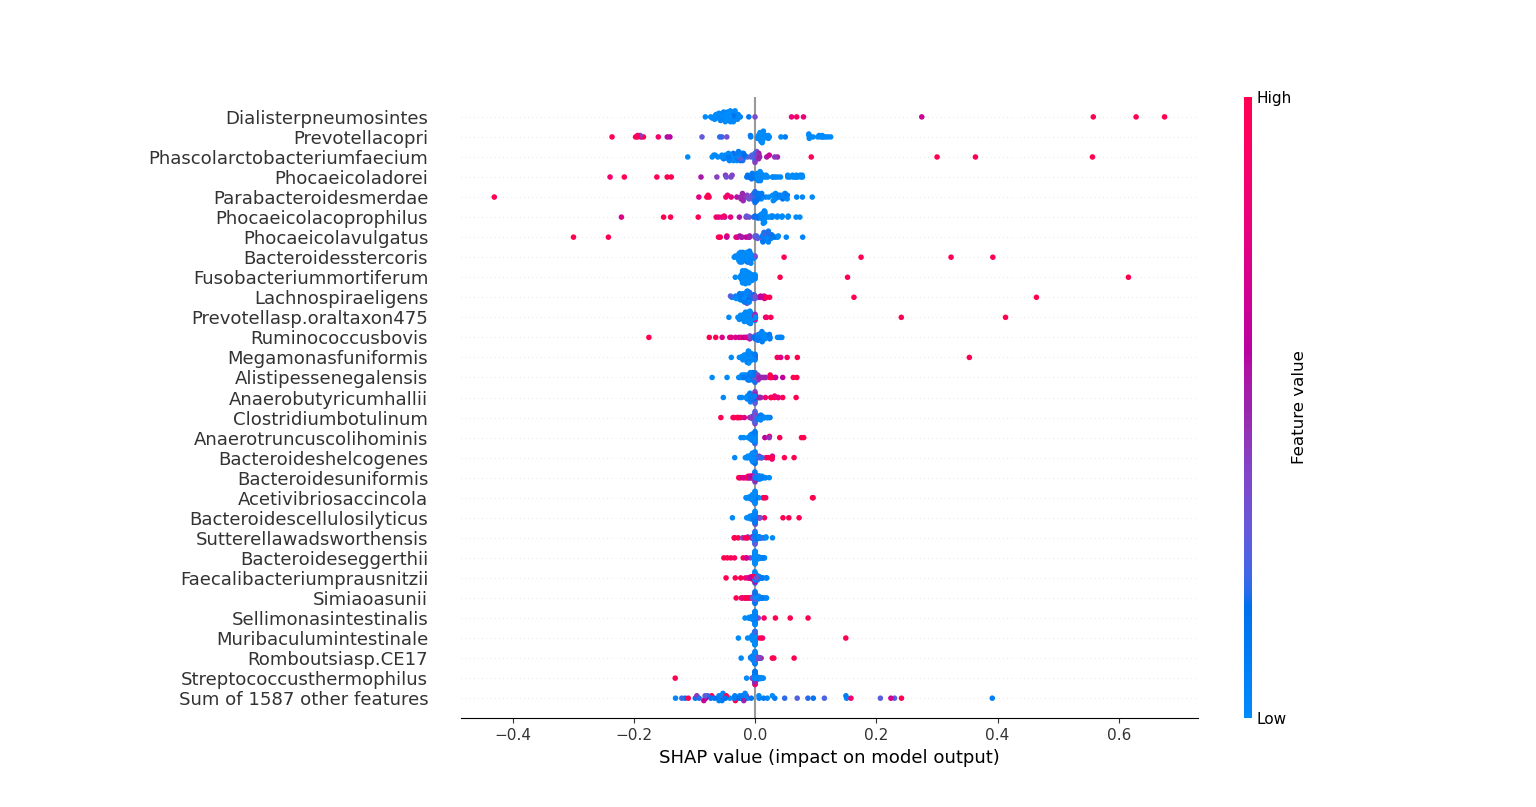 Dialisterpneumosintes
Prevotellacopri
Phascolarctobacteriumfaecium
Phocaeicoladorei
Parabacteroidesmerdae
Phocaeicolacoprophilus
Phocaeicolavulgatus
Bacteroidesstercoris
Fusobacteriummortiferum
Lachnospiraeligens
Prevotellasp.oraltaxon475
Ruminococcusbovis
Megamonasfuniformis
Alistipessenegalensis
Anaerobutyricumhallii
Clostridiumbotulinum
Anaerotruncuscolihominis
Bacteroideshelcogenes
Bacteroidesuniformis
Acetivibriosaccincola
Bacteroidescellulosilyticus
Sutterellawadsworthensis
Bacteroideseggerthii
Faecalibacteriumprausnitzii
Simiaoasunii
Sellimonasintestinalis
Muribaculumintestinale
Romboutsiasp.CE17
Streptococcusthermophilus
Sum of 1587 other features
−0.4 −0.2 0.0 0.2 0.4 0.6
SHAP value (impact on model output)
High
Feature value
Low